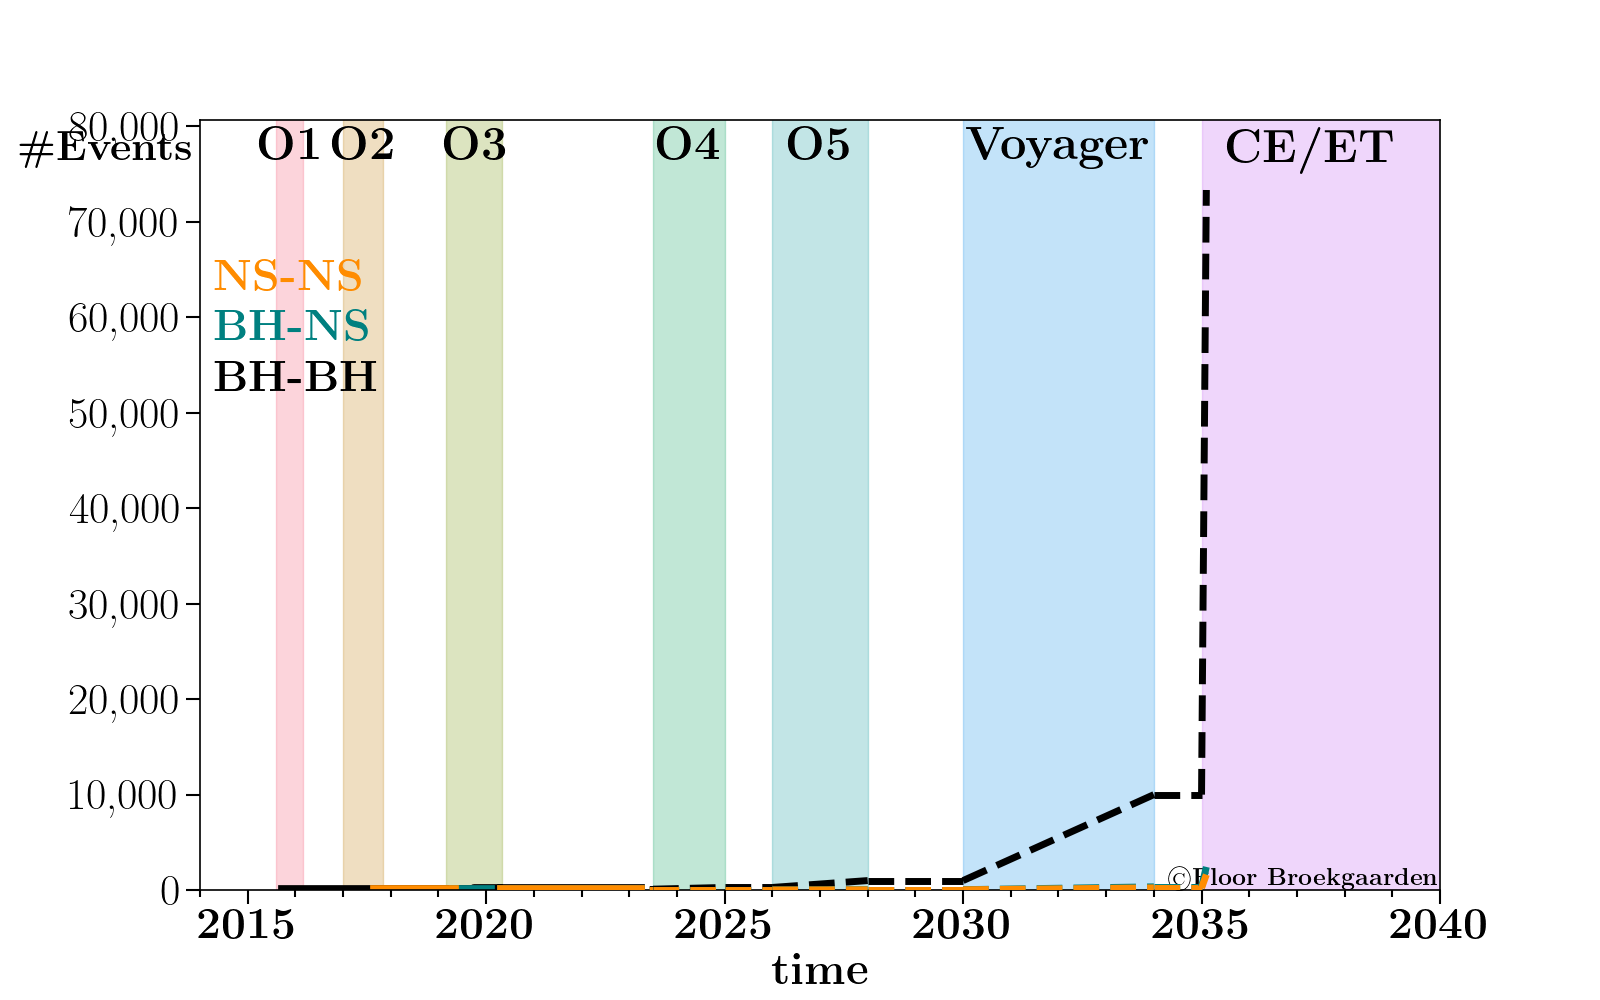 80,000
#Events
O1 O2 O3 O4 O5 Voyager CE/ET
70,000
NS-NS
60,000
BH-NS
BH-BH
50,000
40,000
30,000
20,000
10,000
©Floor Broekgaarden
0
2015 2020 2025 2030 2035 2040
time